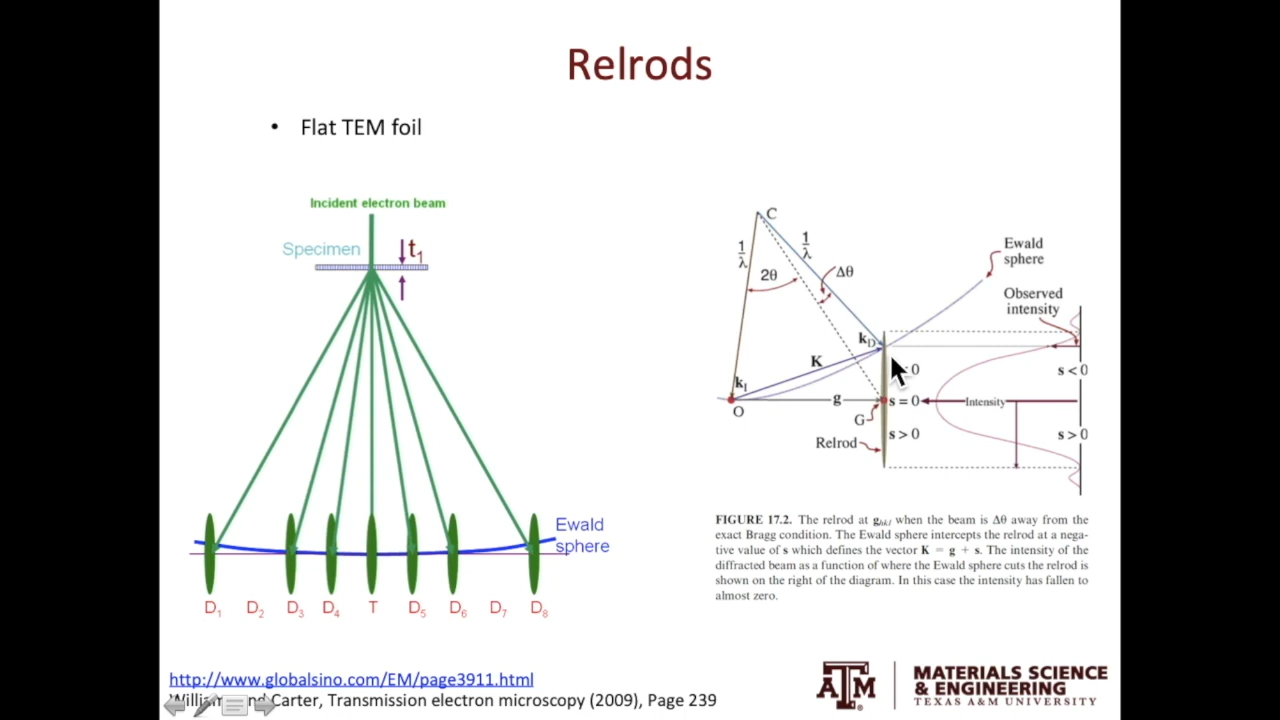 Relrods
• Flat TEM foil
Incident electron beam
Specimen
t1
Ewald
sphere
D1 D2 D3 D4 T D5 D6 D7 D8
C
1/λ
1/λ
2θ
Δθ
Ewald
sphere
Observed
intensity
kD
K
kI
O
g
G
Relrod
0
s = 0
s > 0
Intensity
s < 0
s > 0
FIGURE 17.2. The relrod at ghkl when the beam is Δθ away from the
exact Bragg condition. The Ewald sphere intercepts the relrod at a nega-
tive value of s which defines the vector K = g + s. The intensity of the
diffracted beam as a function of where the Ewald sphere cuts the relrod is
shown on the right of the diagram. In this case the intensity has fallen to
almost zero.
http://www.globalsino.com/EM/page3911.html
Carter, Transmission electron microscopy (2009), Page 239
ATM
MATERIALS SCIENCE
& ENGINEERING
TEXAS A&M UNIVERSITY